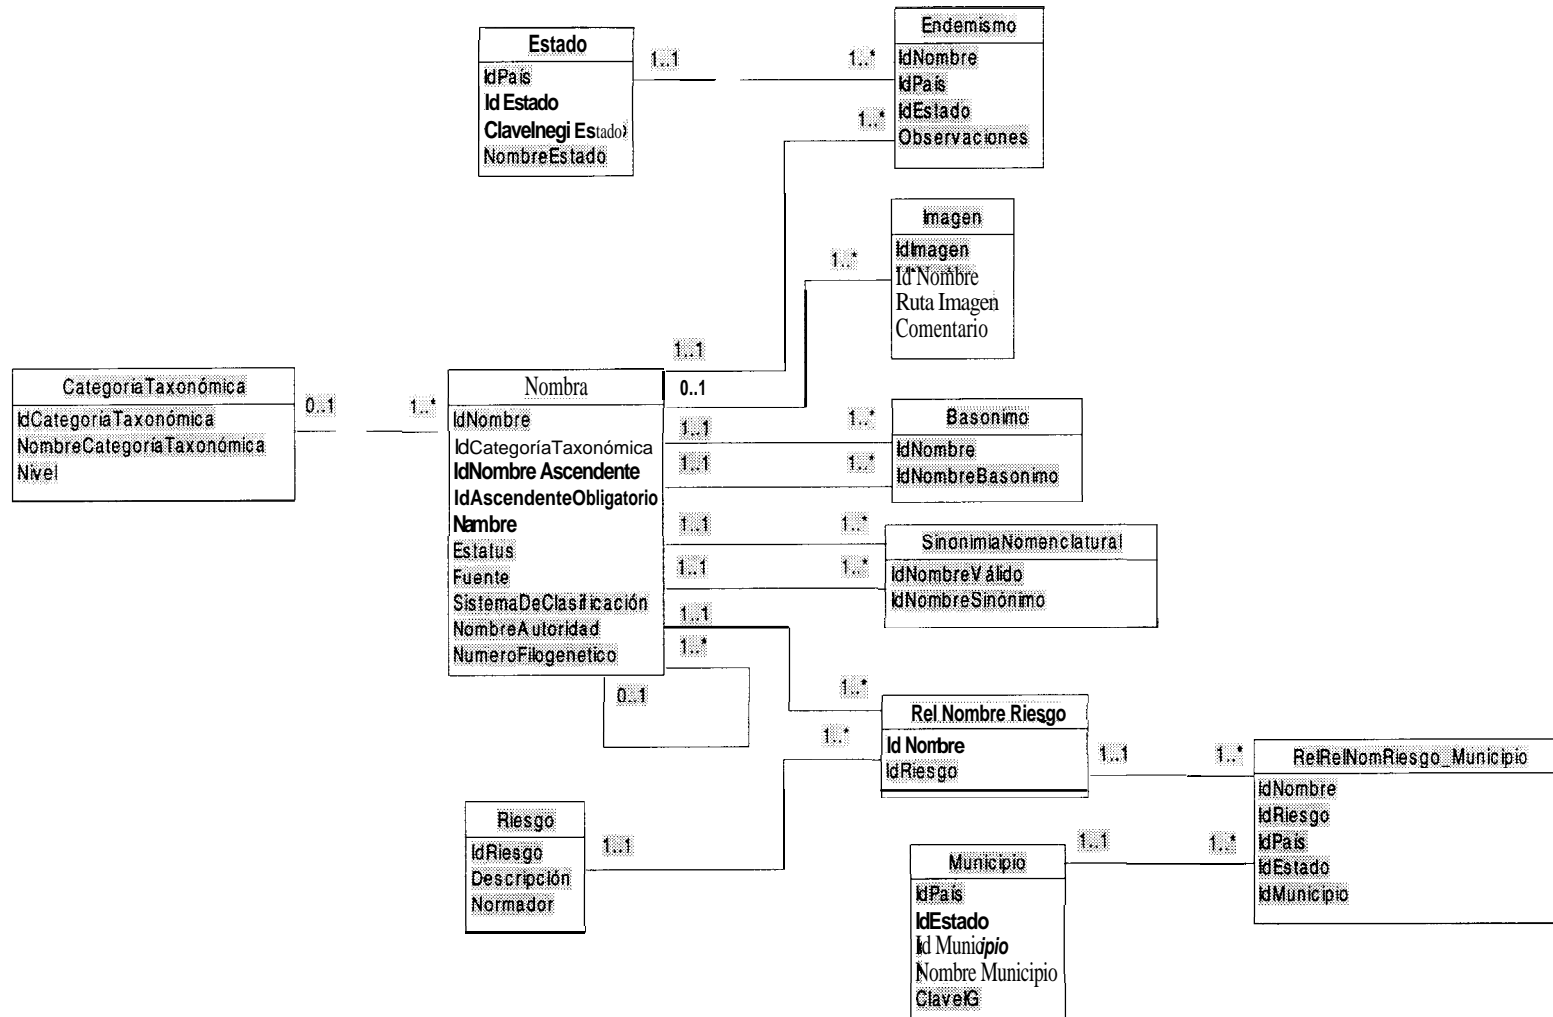 Estado
IdPaís
Id Estado
ClaveInegi Estado
NombreEstado
1..1
1..*
Endemismo
IdNombre
IdPaís
IdEstado
Observaciones
1..*
Imagen
IdImagen
Id Nombre
Ruta Imagen
Comentario
1..*
CategoríaTaxonómica
IdCategoríaTaxonómica
NombreCategoríaTaxonómica
Nivel
0..1
1..*
Nombra
IdNombre
IdCategoríaTaxonómica
IdNombre Ascendente
IdAscendenteObligatorio
Nambre
Estatus
Fuente
SistemaDeClasificación
NombreAutoridad
NumeroFilogenetico
1..1
0..1
1..1
1..*
1..1
1..*
Basonimo
IdNombre
IdNombreBasonimo
1..1
1..*
1..1
1..*
SinonimiaNomenclatural
IdNombreVálido
IdNombreSinónimo
1..1
1..*
0..1
1..*
1..*
Rel Nombre Riesgo
Id Nombre
IdRiesgo
1..1
1..*
RelRelNomRiesgo_Municipio
IdNombre
IdRiesgo
IdPaís
IdEstado
IdMunicipio
Riesgo
IdRiesgo
Descripción
Normador
1..1
1..1
1..*
Municipio
IdPaís
IdEstado
Id Municipio
Nombre Municipio
ClaveIG